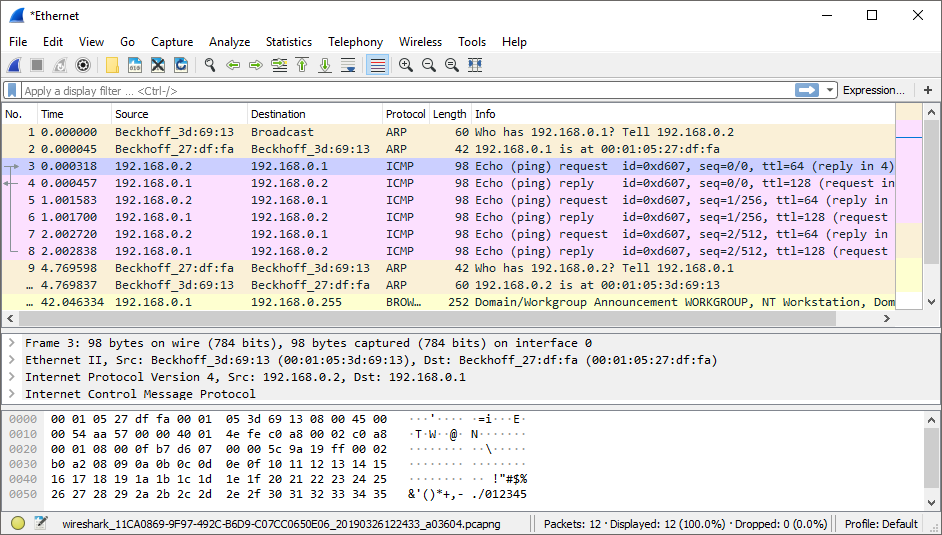 *Ethernet
File Edit View Go Capture Analyze Statistics Telephony Wireless Tools Help
Apply a display filter ... <Ctrl-/> Expression... +
No. Time Source Destination Protocol Length Info
1 0.000000 Beckhoff_3d:69:13 Broadcast ARP 60 Who has 192.168.0.1? Tell 192.168.0.2
2 0.000045 Beckhoff_27:df:fa Beckhoff_3d:69:13 ARP 42 192.168.0.1 is at 00:01:05:27:df:fa
3 0.000318 192.168.0.2 192.168.0.1 ICMP 98 Echo (ping) request id=0xd607, seq=0/0, ttl=64 (reply in 4)
4 0.000457 192.168.0.1 192.168.0.2 ICMP 98 Echo (ping) reply id=0xd607, seq=0/0, ttl=128 (request in
5 1.001583 192.168.0.2 192.168.0.1 ICMP 98 Echo (ping) request id=0xd607, seq=1/256, ttl=64 (reply in
6 1.001700 192.168.0.1 192.168.0.2 ICMP 98 Echo (ping) reply id=0xd607, seq=1/256, ttl=128 (request
7 2.002720 192.168.0.2 192.168.0.1 ICMP 98 Echo (ping) request id=0xd607, seq=2/512, ttl=64 (reply in
8 2.002838 192.168.0.1 192.168.0.2 ICMP 98 Echo (ping) reply id=0xd607, seq=2/512, ttl=128 (request
9 4.769598 Beckhoff_27:df:fa Beckhoff_3d:69:13 ARP 42 Who has 192.168.0.2? Tell 192.168.0.1
… 4.769837 Beckhoff_3d:69:13 Beckhoff_27:df:fa ARP 60 192.168.0.2 is at 00:01:05:3d:69:13
… 42.046334 192.168.0.1 192.168.0.255 BROW… 252 Domain/Workgroup Announcement WORKGROUP, NT Workstation, Dom
Frame 3: 98 bytes on wire (784 bits), 98 bytes captured (784 bits) on interface 0
Ethernet II, Src: Beckhoff_3d:69:13 (00:01:05:3d:69:13), Dst: Beckhoff_27:df:fa (00:01:05:27:df:fa)
Internet Protocol Version 4, Src: 192.168.0.2, Dst: 192.168.0.1
Internet Control Message Protocol
0000 00 01 05 27 df fa 00 01 05 3d 69 13 08 00 45 00 ···'···· ·=i···E·
0010 00 54 aa 57 00 00 40 01 4e fe c0 a8 00 02 c0 a8 ·T·W··@· N·······
0020 00 01 08 00 0f b7 d6 07 00 00 5c 9a 19 ff 00 02 ········ ··\·····
0030 b0 a2 08 09 0a 0b 0c 0d 0e 0f 10 11 12 13 14 15 ········ ········
0040 16 17 18 19 1a 1b 1c 1d 1e 1f 20 21 22 23 24 25 ········ ·· !"#$%
0050 26 27 28 29 2a 2b 2c 2d 2e 2f 30 31 32 33 34 35 &'()*+,- ./012345
wireshark_11CA0869-9F97-492C-B6D9-C07CC0650E06_20190326122433_a03604.pcapng Packets: 12 · Displayed: 12 (100.0%) · Dropped: 0 (0.0%) Profile: Default